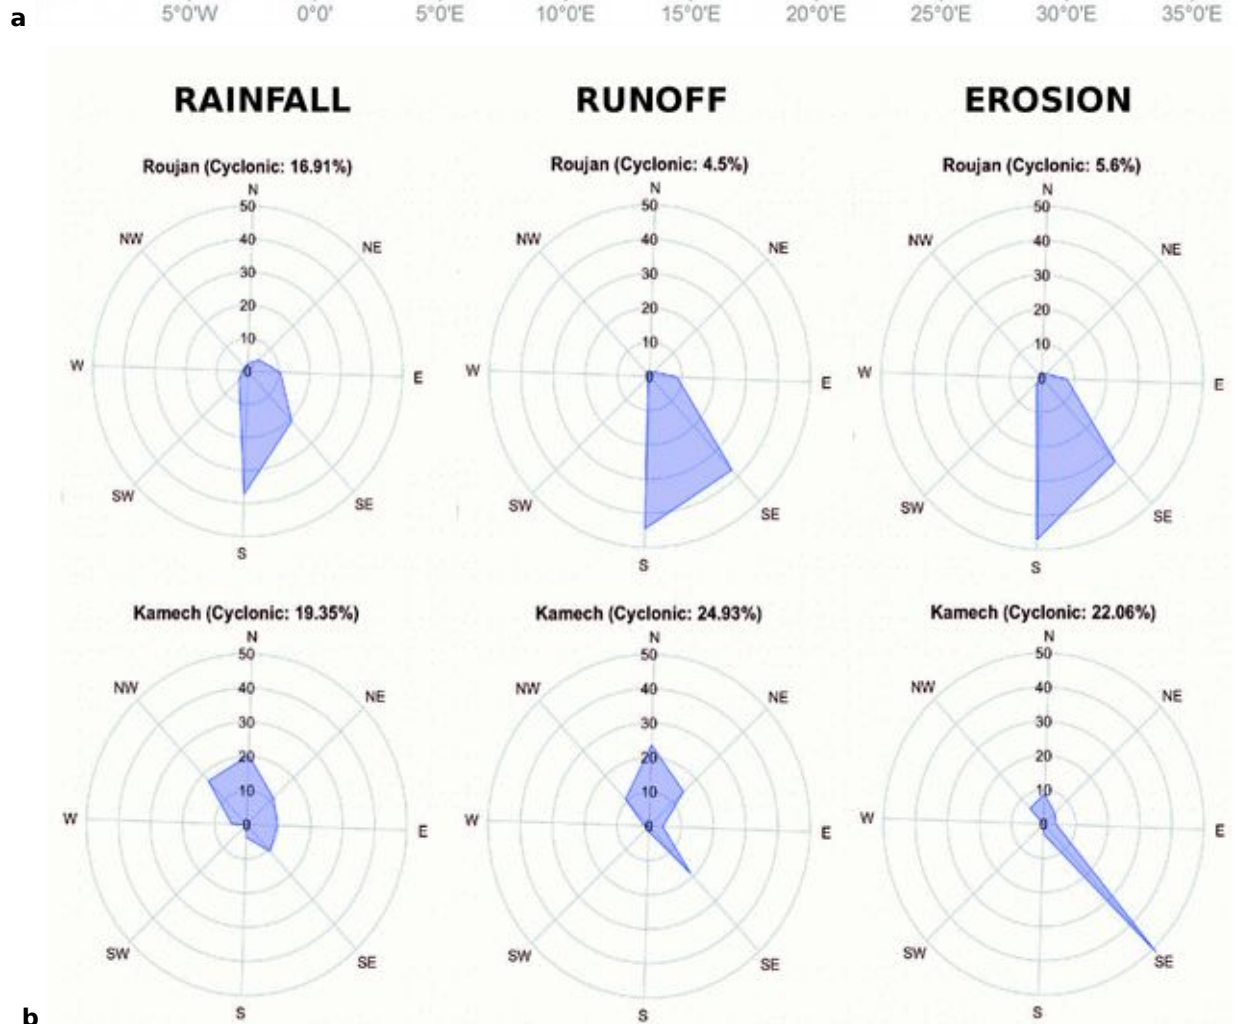 5°0'W 0°0' 5°0'E 10°0'E 15°0'E 20°0'E 25°0'E 30°0'E 35°0'E
a
RAINFALL RUNOFF EROSION
Roujan (Cyclonic: 16.91%) Roujan (Cyclonic: 4.5%) Roujan (Cyclonic: 5.6%)
N N N
50 50 50
NW NE NW NE NW NE
40 40 40
30 30 30
20 20 20
10 10 10
W 0 E W 0 E W 0 E
SW SE SW SE SW SE
S S S
Kamech (Cyclonic: 19.35%) Kamech (Cyclonic: 24.93%) Kamech (Cyclonic: 22.06%)
N N N
50 50 50
NW NE NW NE NW NE
40 40 40
30 30 30
20 20 20
10 10 10
W 0 E W 0 E W 0 E
SW SE SW SE SW SE
S S S
b